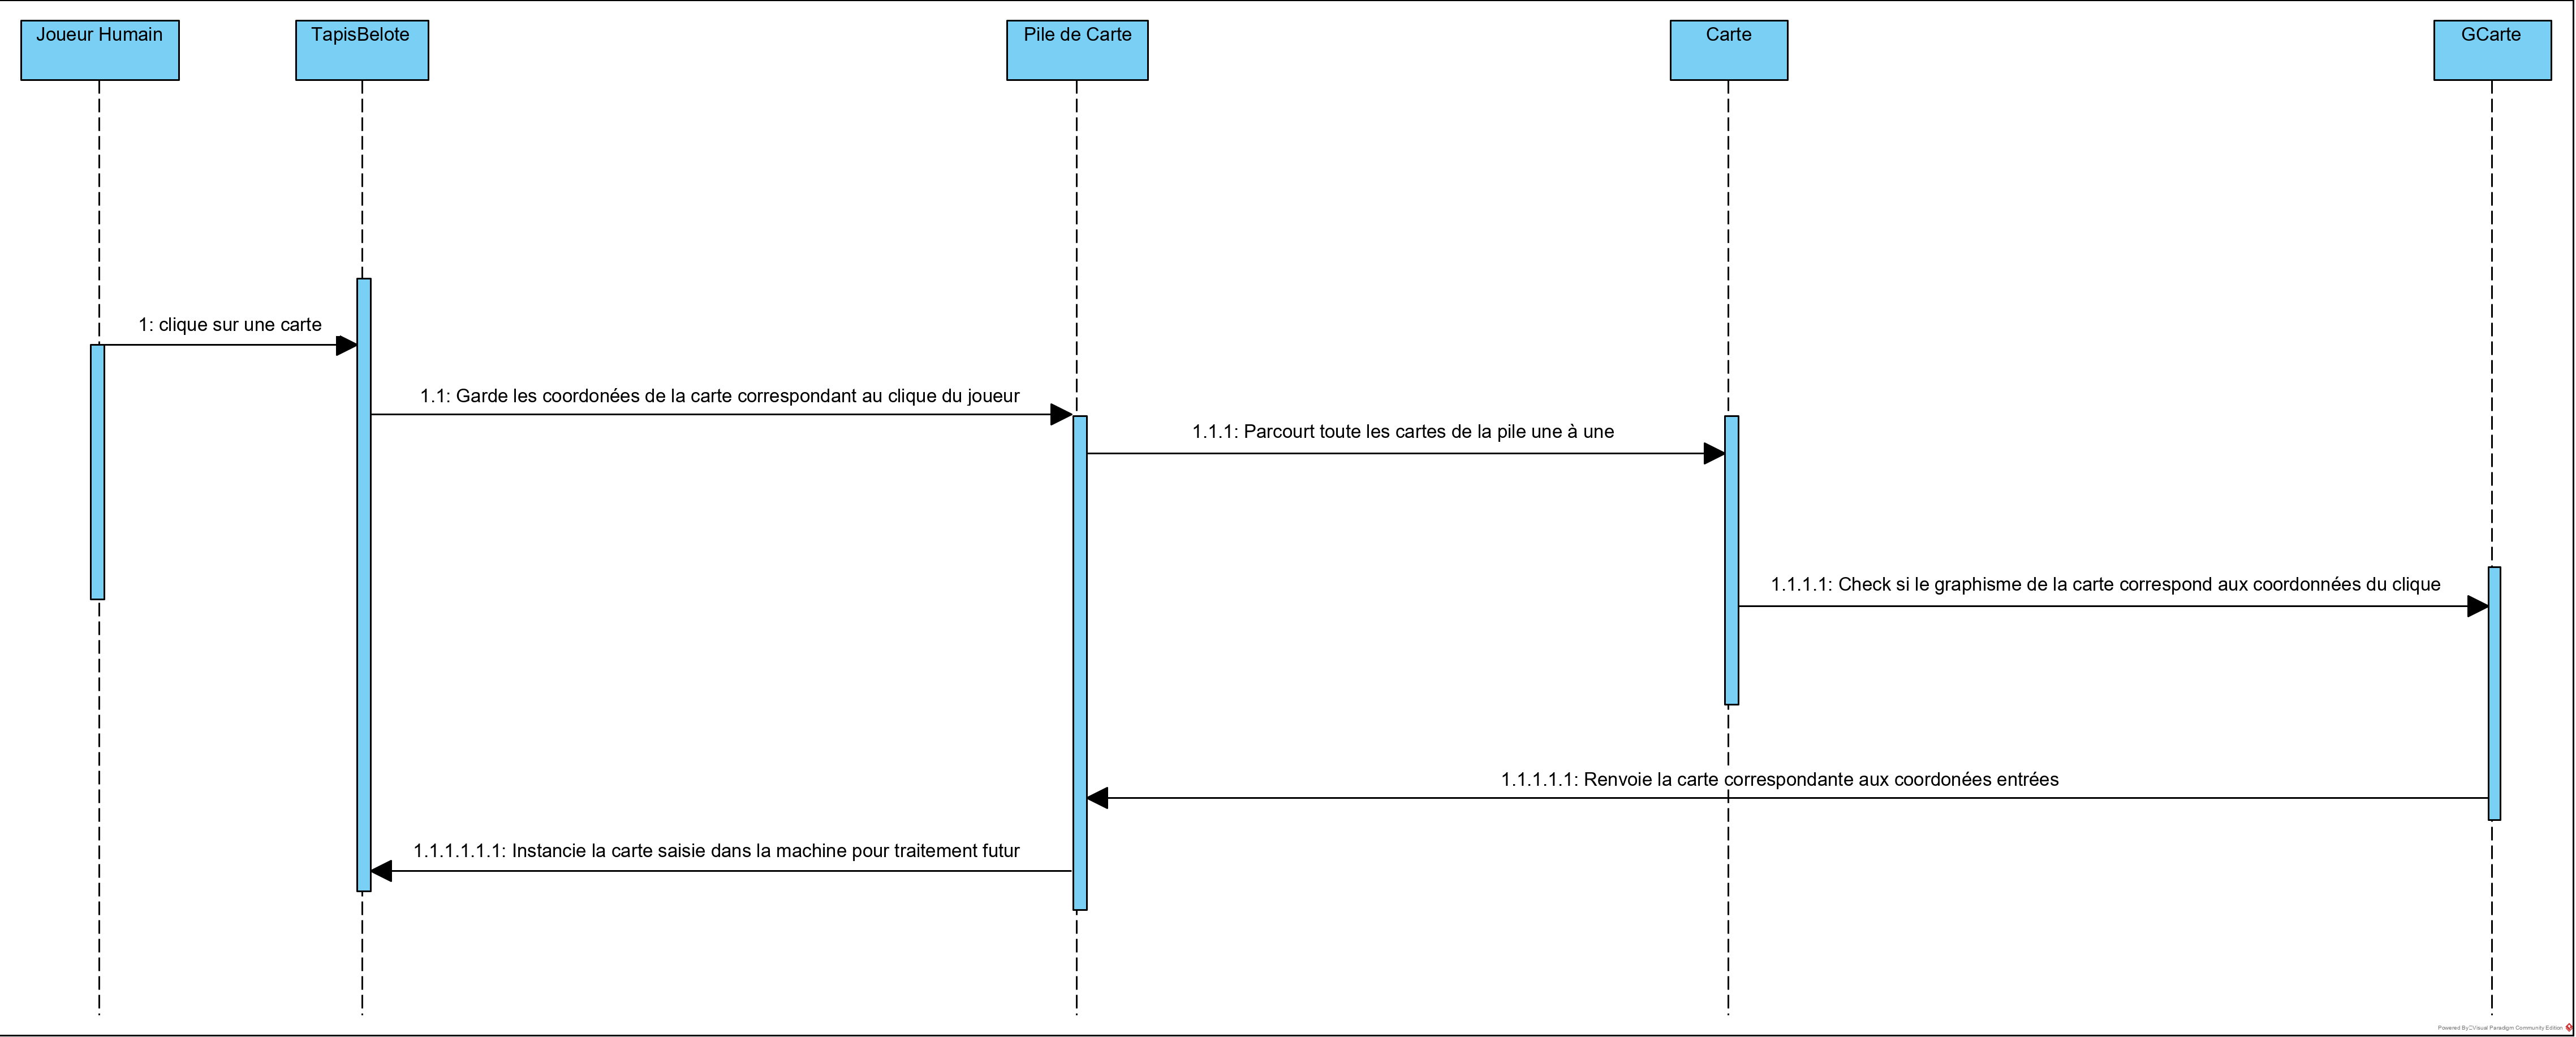 Joueur Humain
TapisBelote
Pile de Carte
Carte
GCarte
1: clique sur une carte
1.1: Garde les coordonées de la carte correspondant au clique du joueur
1.1.1: Parcourt toute les cartes de la pile une à une
1.1.1.1: Check si le graphisme de la carte correspond aux coordonnées du clique
1.1.1.1.1: Renvoie la carte correspondante aux coordonées entrées
1.1.1.1.1.1: Instancie la carte saisie dans la machine pour traitement futur
Powered By Visual Paradigm Community Edition